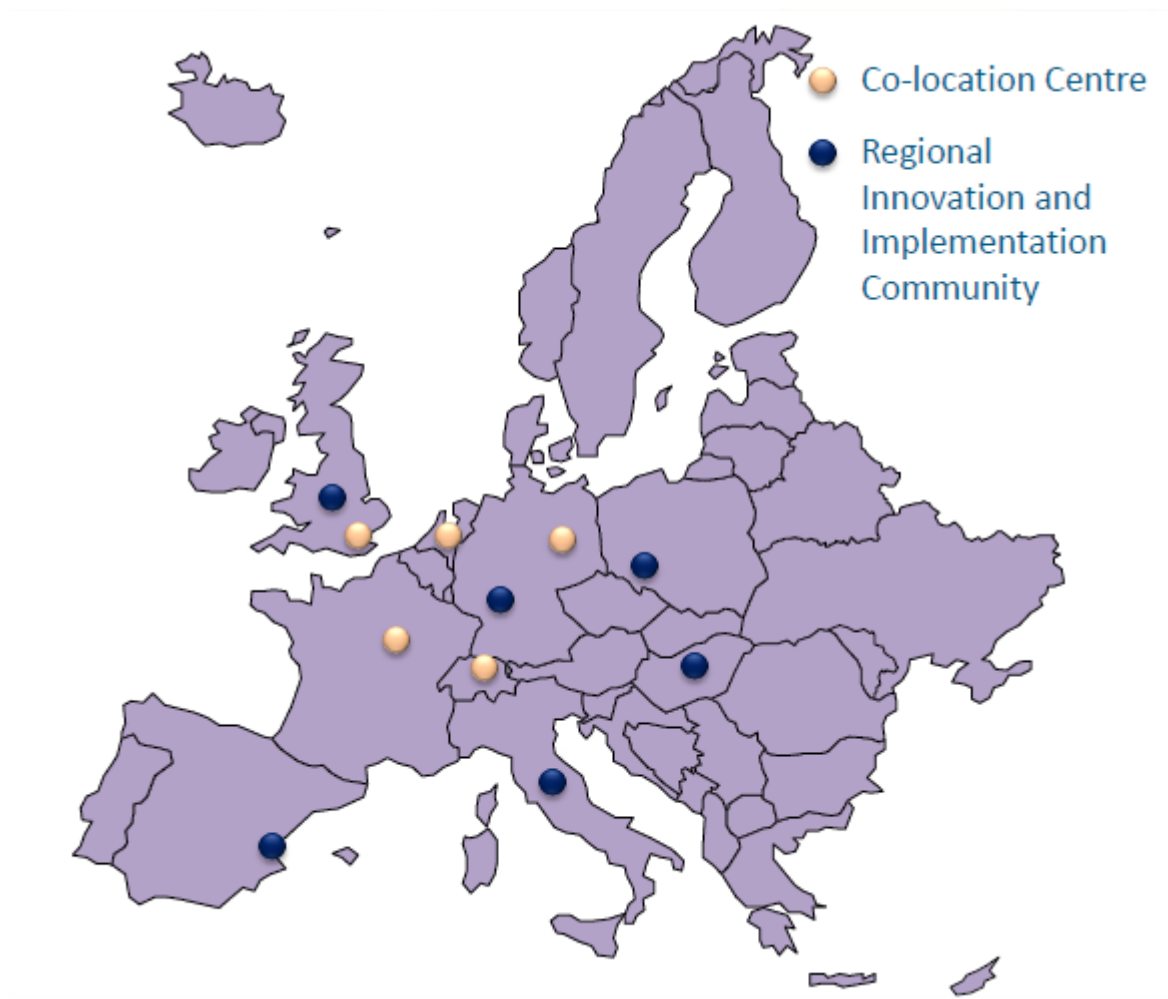 Co-location Centre
Regional
Innovation and
Implementation
Community